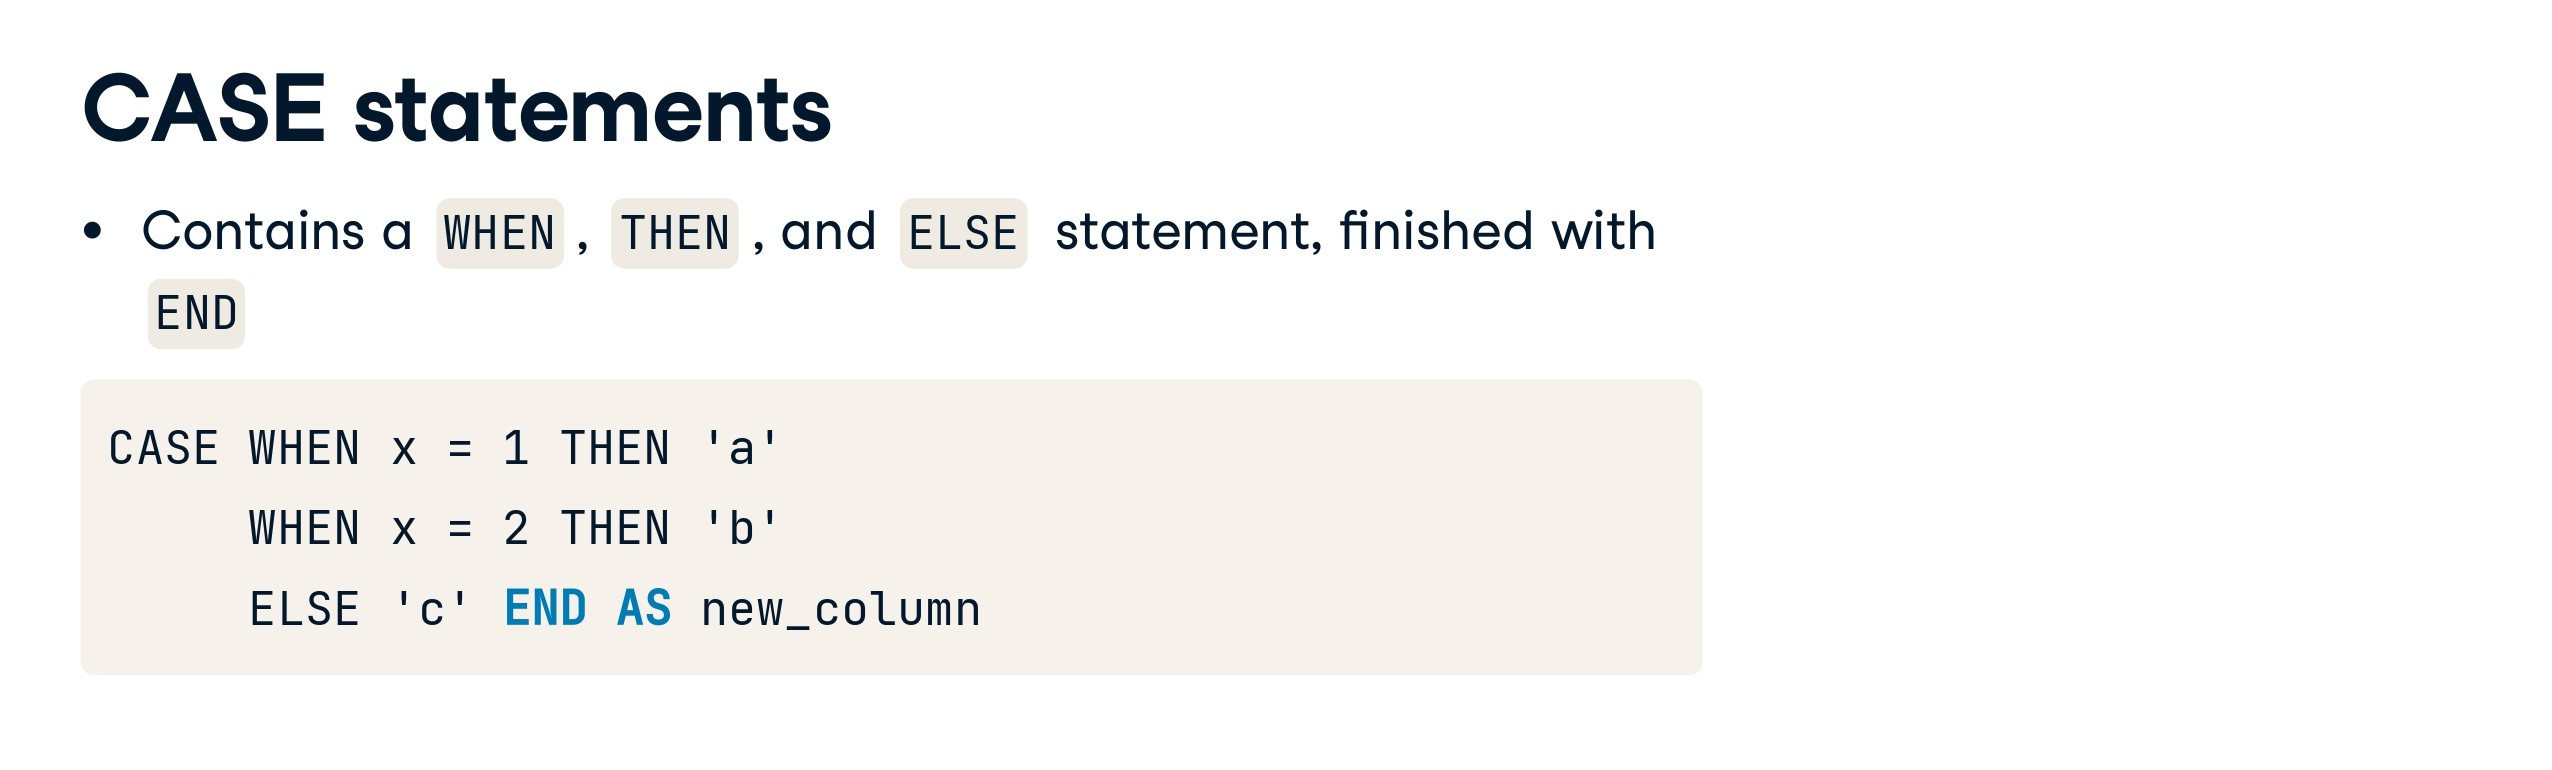 CASE statements
• Contains a WHEN , THEN , and ELSE statement, finished with
END
CASE WHEN x = 1 THEN 'a'
     WHEN x = 2 THEN 'b'
     ELSE 'c' END AS new_column